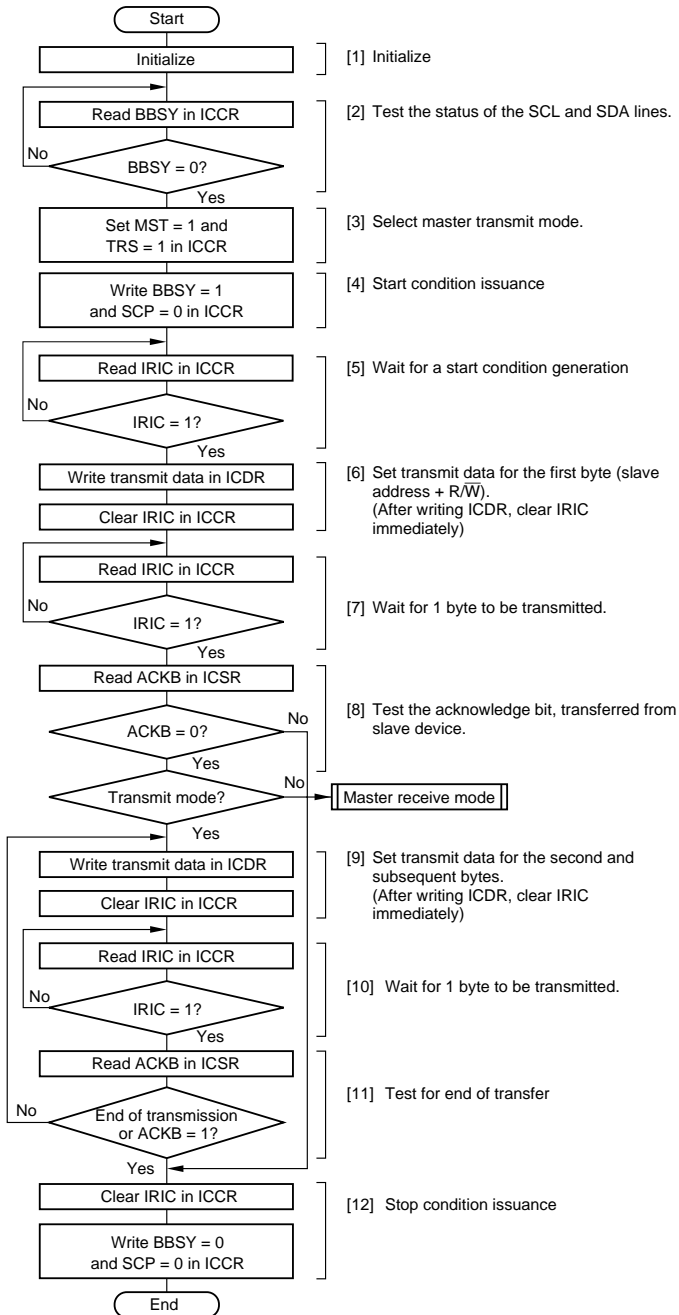 Start
Initialize
[1] Initialize
Read BBSY in ICCR
[2] Test the status of the SCL and SDA lines.
No
BBSY = 0?
Yes
Set MST = 1 and
TRS = 1 in ICCR
[3] Select master transmit mode.
Write BBSY = 1
and SCP = 0 in ICCR
[4] Start condition issuance
Read IRIC in ICCR
[5] Wait for a start condition generation
No
IRIC = 1?
Yes
Write transmit data in ICDR
[6] Set transmit data for the first byte (slave
address + R/W̅).
(After writing ICDR, clear IRIC
immediately)
Clear IRIC in ICCR
Read IRIC in ICCR
No
IRIC = 1?
[7] Wait for 1 byte to be transmitted.
Yes
Read ACKB in ICSR
[8] Test the acknowledge bit, transferred from
slave device.
No
ACKB = 0?
Yes
No
Transmit mode?
Master receive mode
Yes
Write transmit data in ICDR
[9] Set transmit data for the second and
subsequent bytes.
(After writing ICDR, clear IRIC
immediately)
Clear IRIC in ICCR
Read IRIC in ICCR
[10] Wait for 1 byte to be transmitted.
No
IRIC = 1?
Yes
Read ACKB in ICSR
[11] Test for end of transfer
No
End of transmission
or ACKB = 1?
Yes
Clear IRIC in ICCR
[12] Stop condition issuance
Write BBSY = 0
and SCP = 0 in ICCR
End